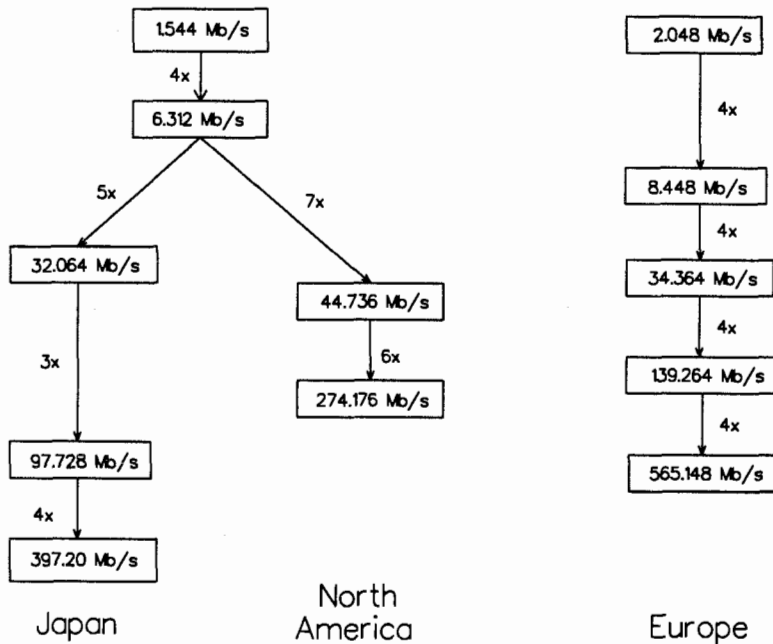 1.544 Mb/s
4x
6.312 Mb/s
5x
7x
32.064 Mb/s
44.736 Mb/s
3x
6x
274.176 Mb/s
97.728 Mb/s
4x
397.20 Mb/s
Japan
North
America
2.048 Mb/s
4x
8.448 Mb/s
4x
34.364 Mb/s
4x
139.264 Mb/s
4x
565.148 Mb/s
Europe